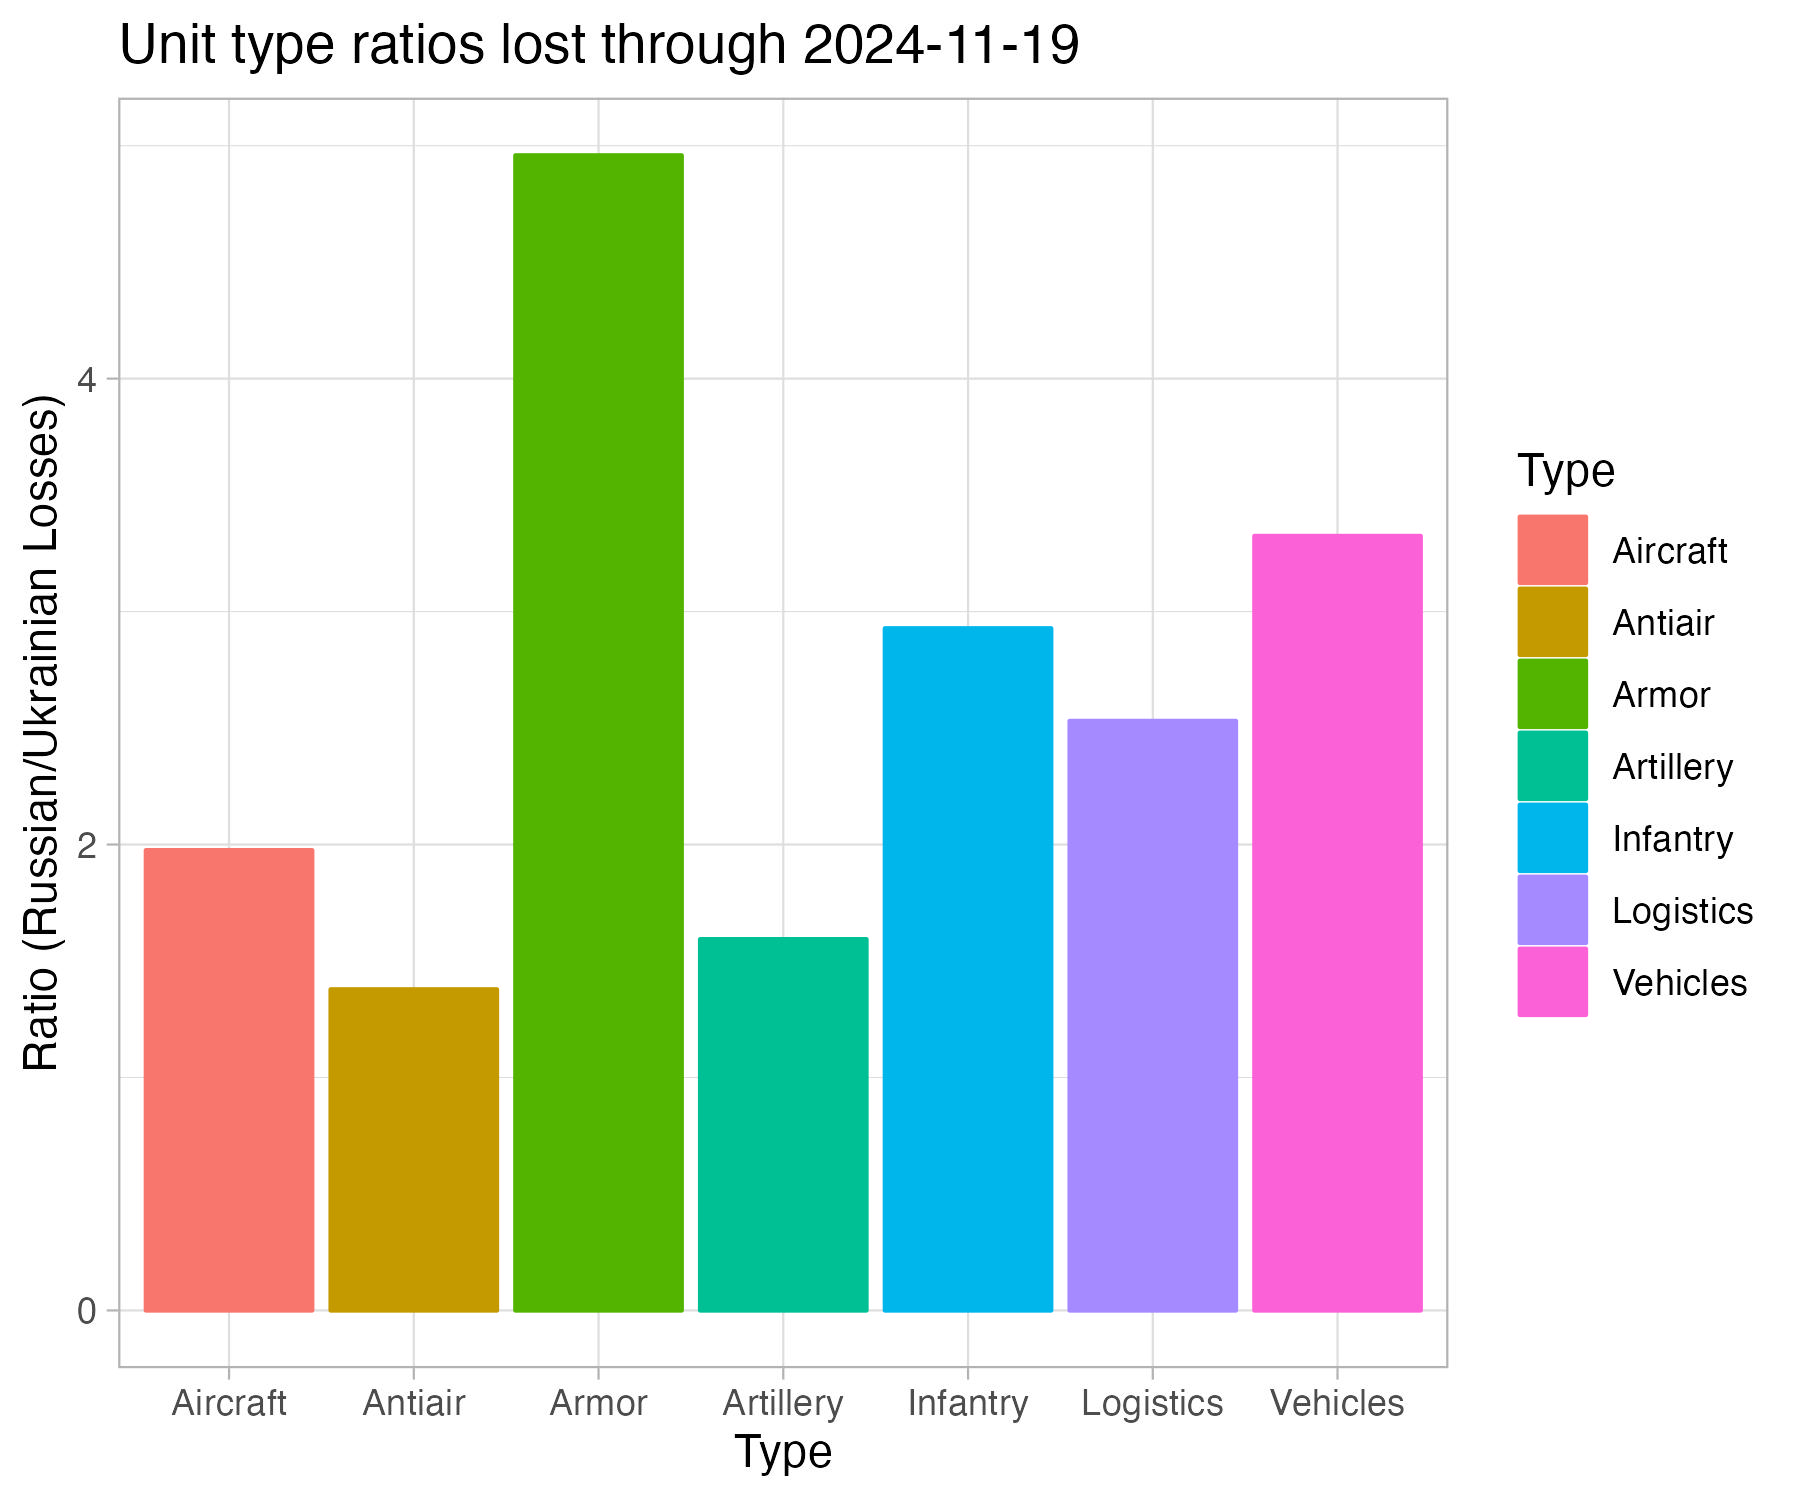 Unit type ratios lost through 2024-11-19
Ratio (Russian/Ukrainian Losses)
4
2
0
Aircraft
Antiair
Armor
Artillery
Infantry
Logistics
Vehicles
Type
Type
Aircraft
Antiair
Armor
Artillery
Infantry
Logistics
Vehicles